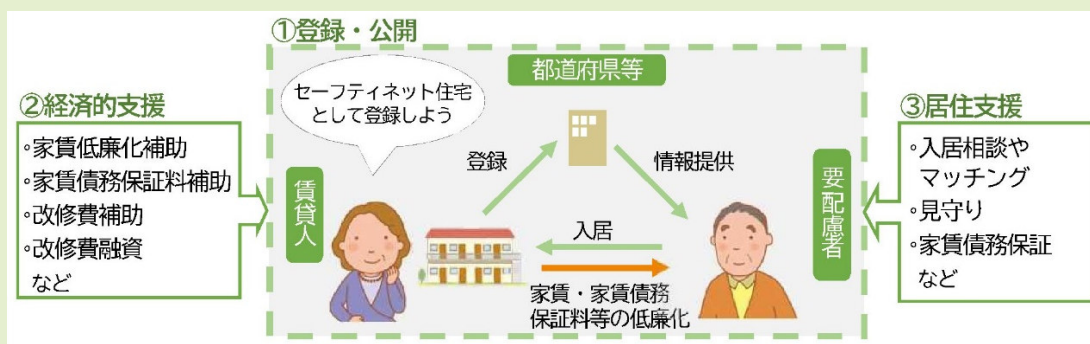 ①登録・公開
都道府県等
セーフティネット住宅
として登録しよう
②経済的支援
•家賃低廉化補助
•家賃債務保証料補助
•改修費補助
•改修費融資
など
賃貸人
登録
情報提供
入居
家賃・家賃債務
保証料等の低廉化
要配慮者
③居住支援
•入居相談や
マッチング
•見守り
•家賃債務保証
など